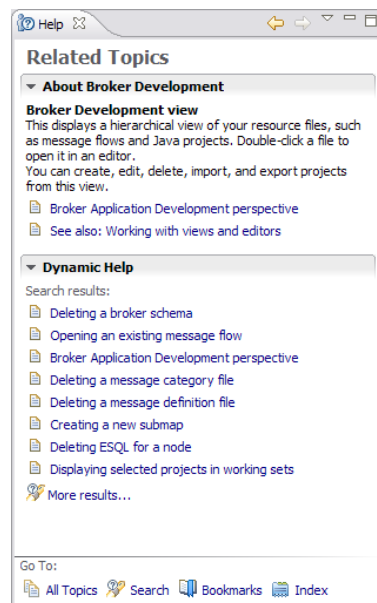 Help
Related Topics
About Broker Development
Broker Development view
This displays a hierarchical view of your resource files, such
as message flows and Java projects. Double-click a file to
open it in an editor.
You can create, edit, delete, import, and export projects
from this view.
Broker Application Development perspective
See also: Working with views and editors
Dynamic Help
Search results:
Deleting a broker schema
Opening an existing message flow
Broker Application Development perspective
Deleting a message category file
Deleting a message definition file
Creating a new submap
Deleting ESQL for a node
Displaying selected projects in working sets
More results...
Go To:
All Topics Search Bookmarks Index